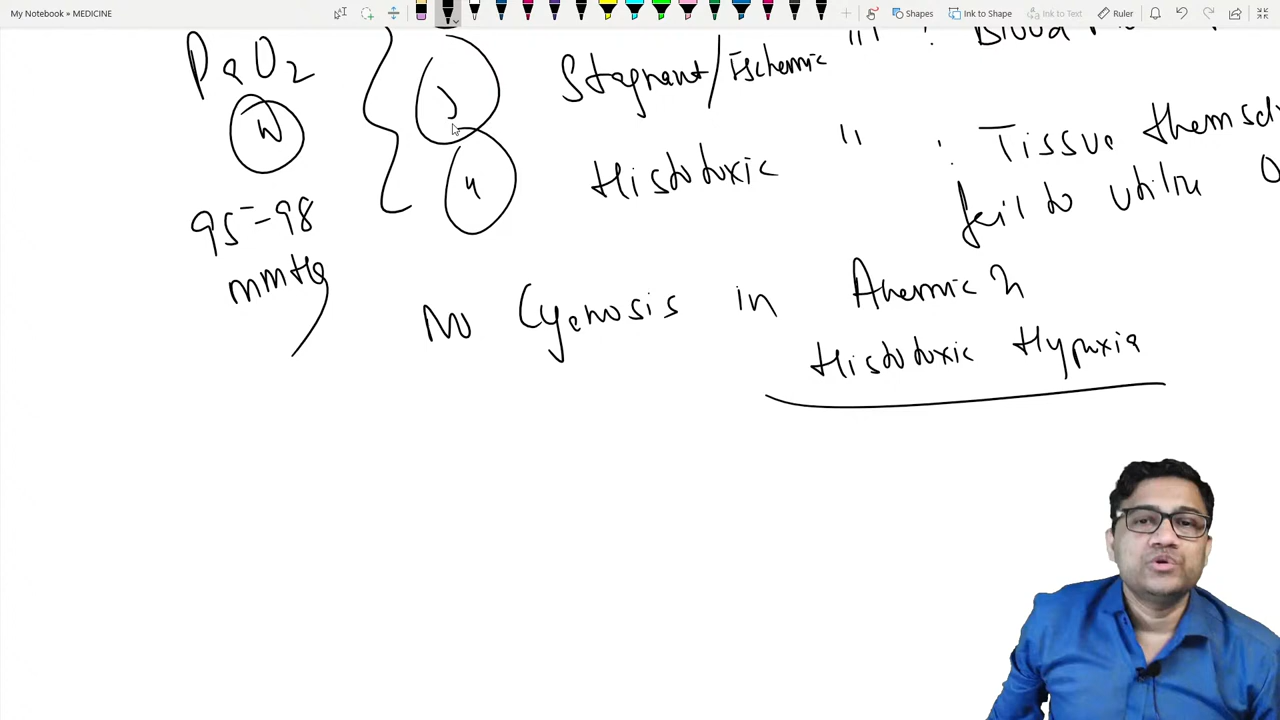 My Notebook » MEDICINE
Shapes Ink to Shape Ink to Text Ruler
PaO2
N
95-98
mmHg
3 Stagnant/Ischemic " : Blood
4 Histotoxic " : Tissue
fail to utilize
No Cyanosis in Anemic &
Histotoxic Hypoxia